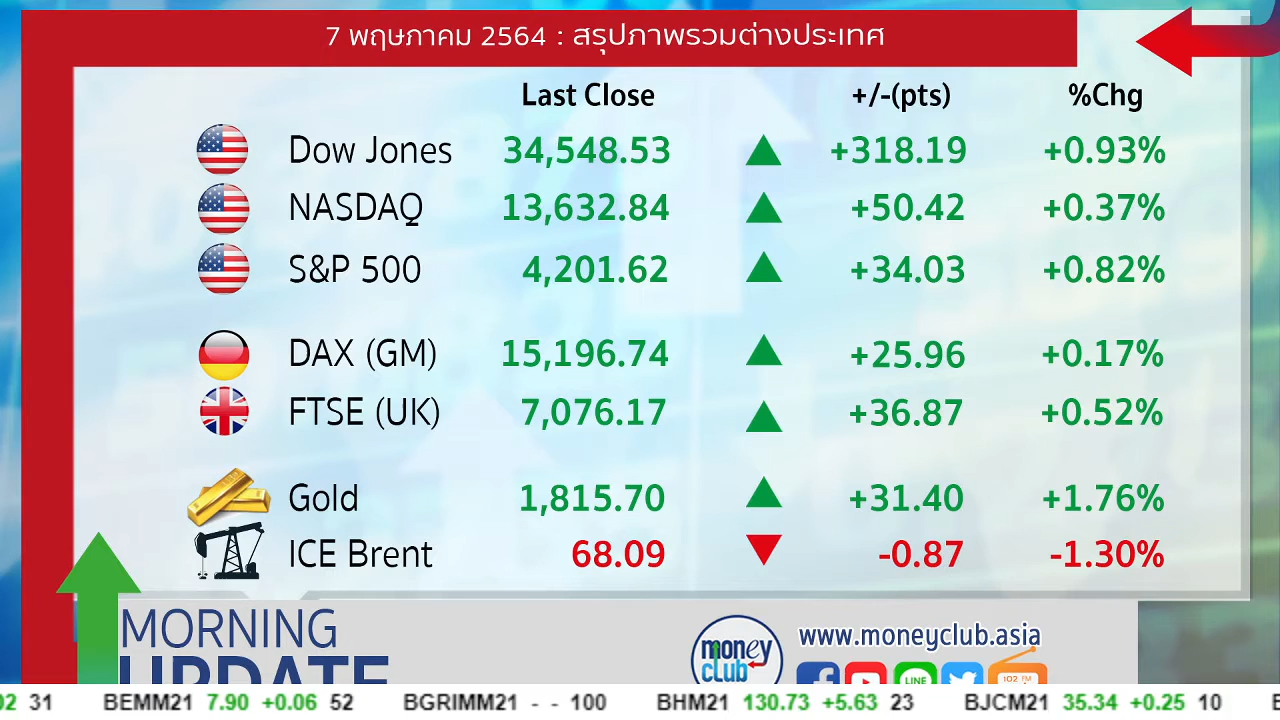 7 พฤษภาคม 2564 : สรุปภาพรวมต่างประเทศ
Last Close +/-(pts) %Chg
Dow Jones 34,548.53 +318.19 +0.93%
NASDAQ 13,632.84 +50.42 +0.37%
S&P 500 4,201.62 +34.03 +0.82%
DAX (GM) 15,196.74 +25.96 +0.17%
FTSE (UK) 7,076.17 +36.87 +0.52%
Gold 1,815.70 +31.40 +1.76%
ICE Brent 68.09 -0.87 -1.30%
MORNING
UPDATE
money
club
www.moneyclub.asia
LINE
102 FM
02 31 BEMM21 7.90 +0.06 52 BGRIMM21 - - 100 BHM21 130.73 +5.63 23 BJCM21 35.34 +0.25 10